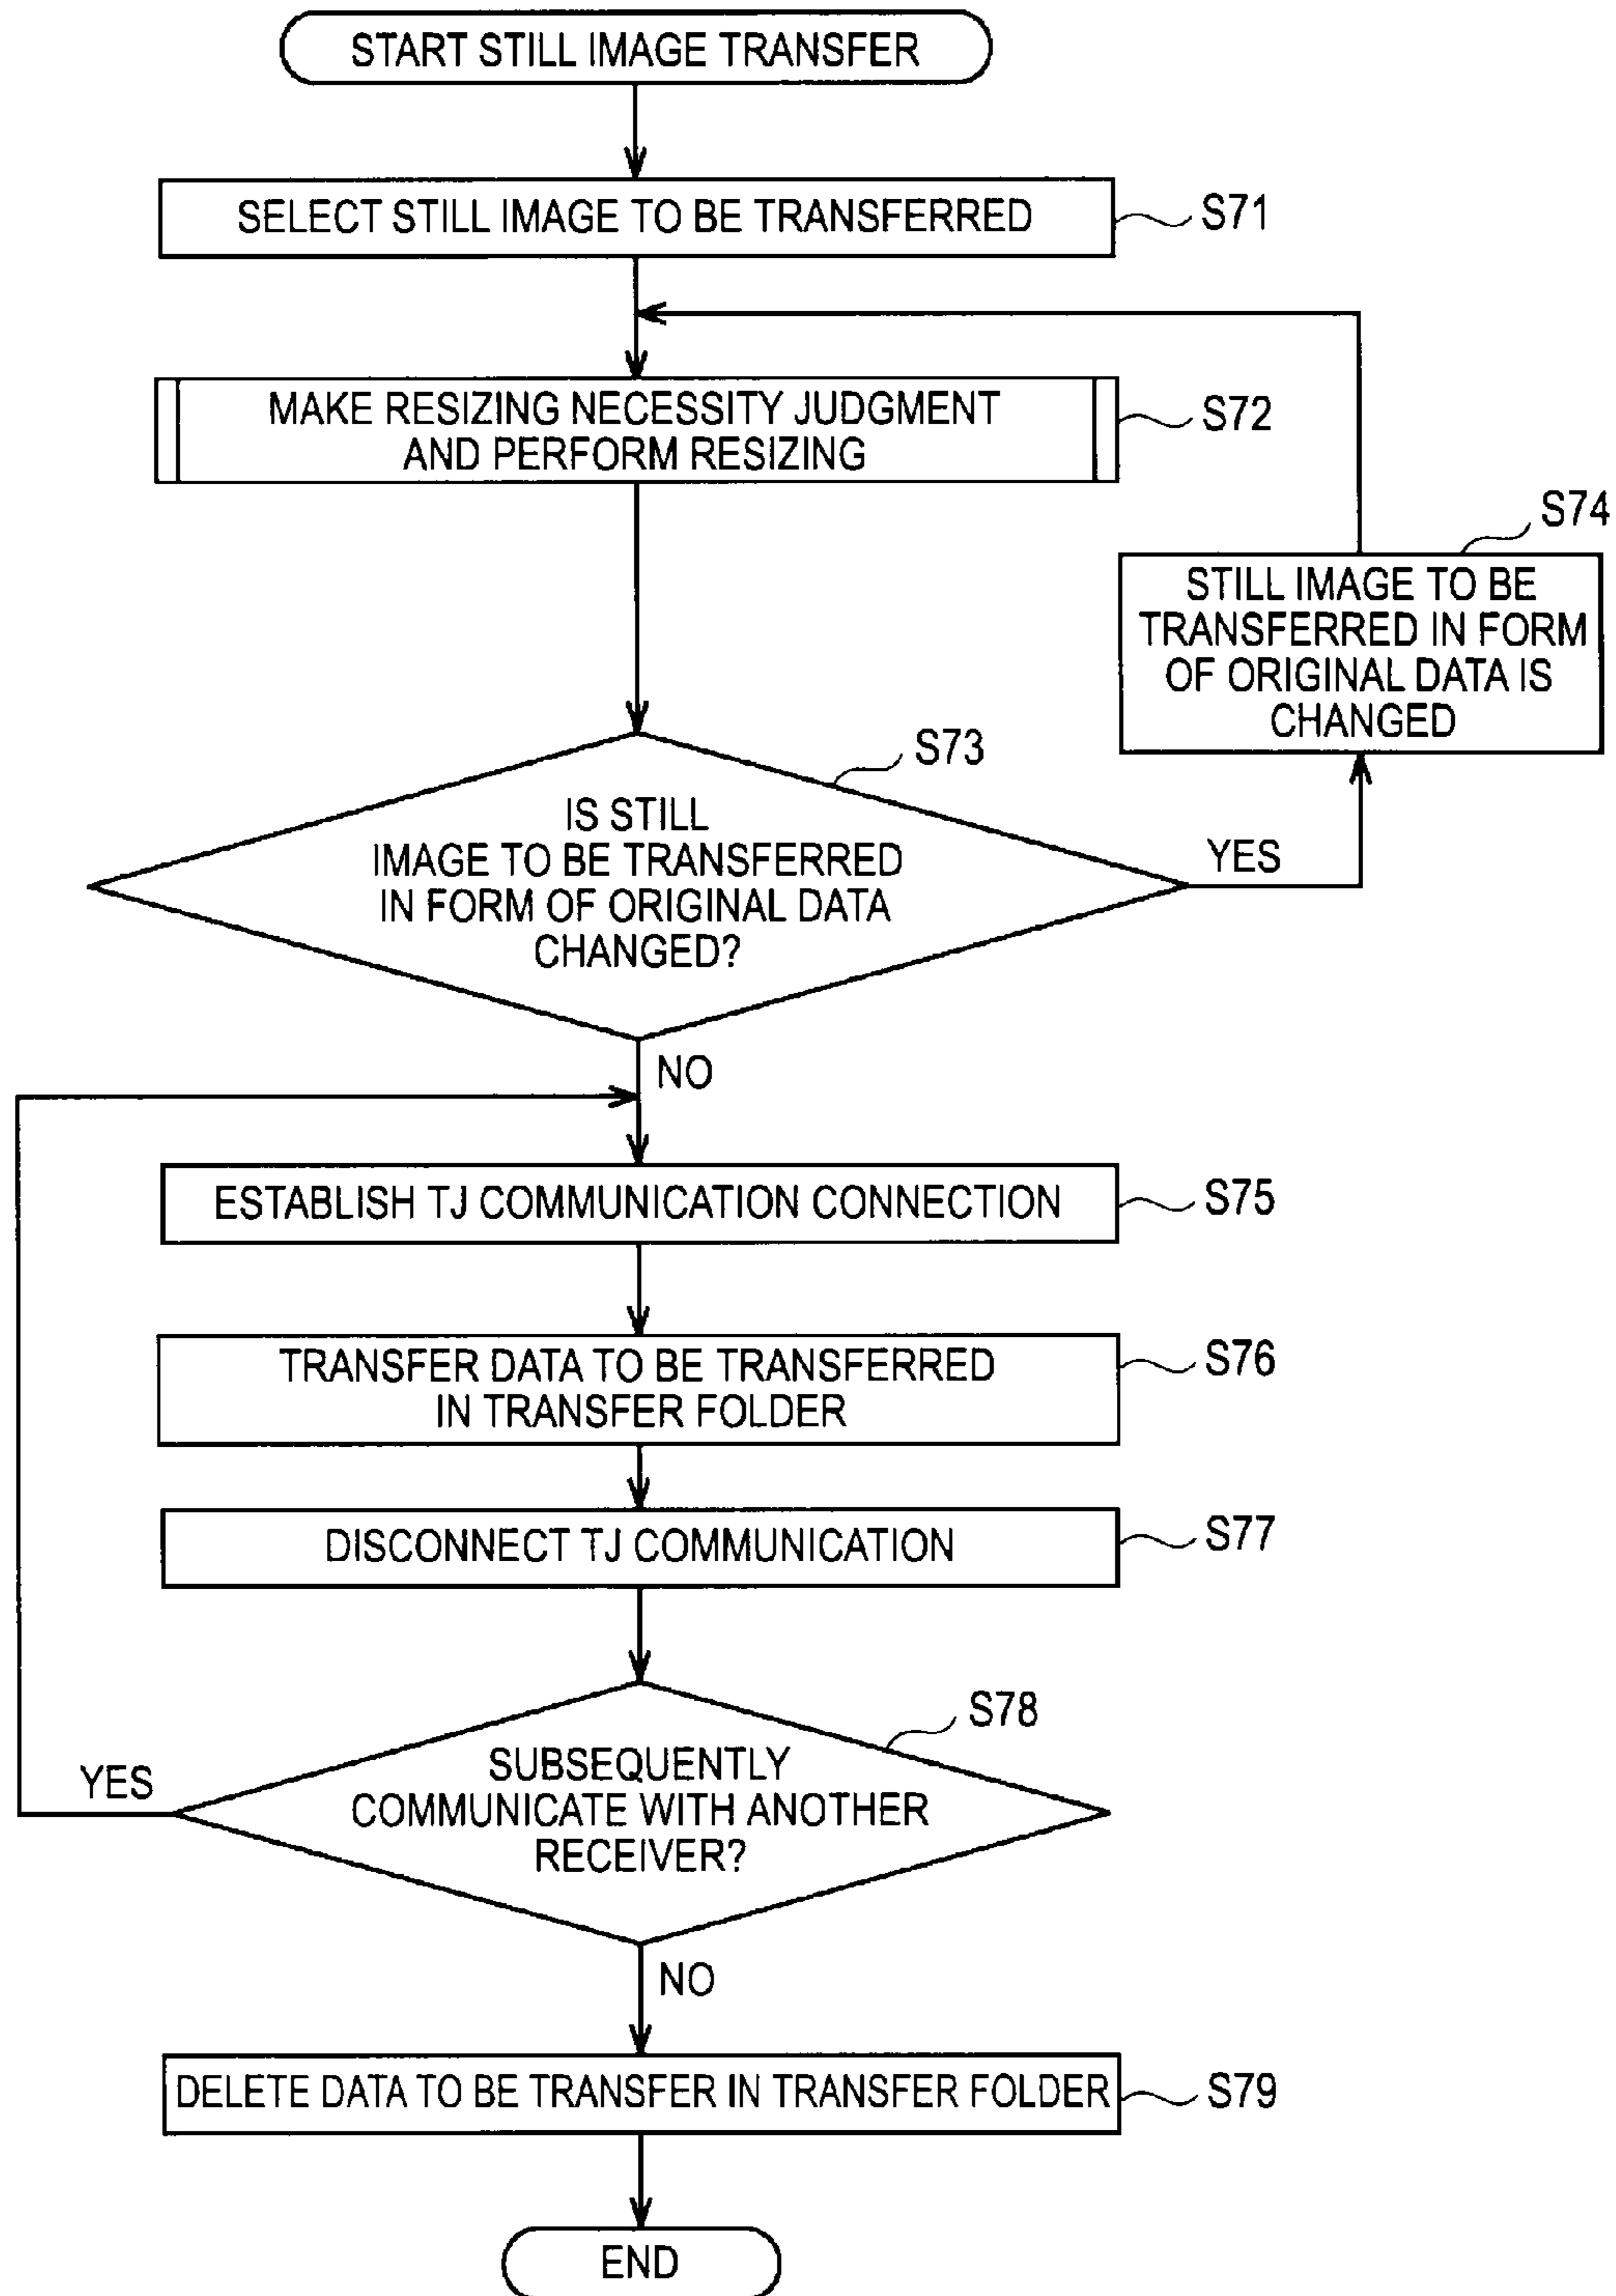 START STILL IMAGE TRANSFER
SELECT STILL IMAGE TO BE TRANSFERRED
S71
MAKE RESIZING NECESSITY JUDGMENT
AND PERFORM RESIZING
S72
S74
STILL IMAGE TO BE
TRANSFERRED IN FORM
OF ORIGINAL DATA IS
CHANGED
S73
IS STILL
IMAGE TO BE TRANSFERRED
IN FORM OF ORIGINAL DATA
CHANGED?
YES
NO
ESTABLISH TJ COMMUNICATION CONNECTION
S75
TRANSFER DATA TO BE TRANSFERRED
IN TRANSFER FOLDER
S76
DISCONNECT TJ COMMUNICATION
S77
S78
SUBSEQUENTLY
COMMUNICATE WITH ANOTHER
RECEIVER?
YES
NO
DELETE DATA TO BE TRANSFER IN TRANSFER FOLDER
S79
END